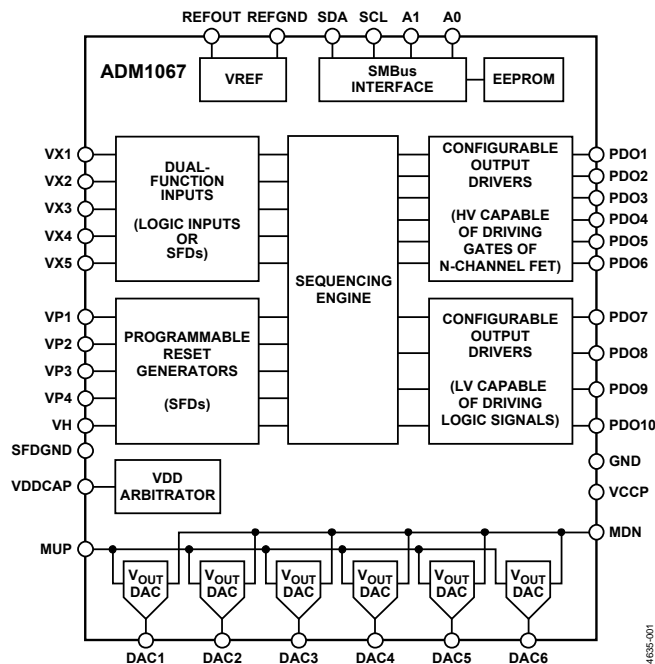 REFOUT REFGND SDA SCL A1 A0
ADM1067
VREF
SMBus
INTERFACE
EEPROM
VX1
VX2
VX3
VX4
VX5
DUAL-
FUNCTION
INPUTS
(LOGIC INPUTS
OR
SFDs)
VP1
VP2
VP3
VP4
VH
PROGRAMMABLE
RESET
GENERATORS
(SFDs)
SEQUENCING
ENGINE
CONFIGURABLE
OUTPUT
DRIVERS
(HV CAPABLE
OF DRIVING
GATES OF
N-CHANNEL FET)
PDO1
PDO2
PDO3
PDO4
PDO5
PDO6
CONFIGURABLE
OUTPUT
DRIVERS
(LV CAPABLE
OF DRIVING
LOGIC SIGNALS)
PDO7
PDO8
PDO9
PDO10
SFDGND
VDDCAP
VDD
ARBITRATOR
GND
VCCP
MUP
MDN
VOUT
DAC
VOUT
DAC
VOUT
DAC
VOUT
DAC
VOUT
DAC
VOUT
DAC
DAC1 DAC2 DAC3 DAC4 DAC5 DAC6
4635-001